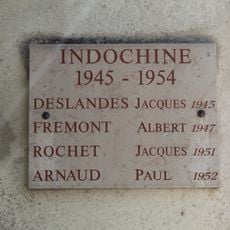 INDOCHINE
1945 - 1954
DESLANDES JACQUES 1945
FREMONT ALBERT 1947
ROCHET JACQUES 1951
ARNAUD PAUL 1952